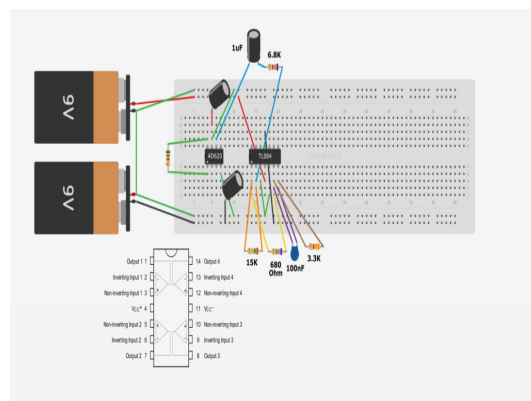 1uF
6.8K
9V
9V
AD620
TL084
15K
680
Ohm
100nF
3.3K
Output 1 1
14 Output 4
Inverting Input 1 2
13 Inverting Input 4
Non-inverting Input 1 3
12 Non-inverting Input 4
Vcc+ 4
11 Vcc-
Non-inverting Input 2 5
10 Non-inverting Input 3
Inverting Input 2 6
9 Inverting Input 3
Output 2 7
8 Output 3